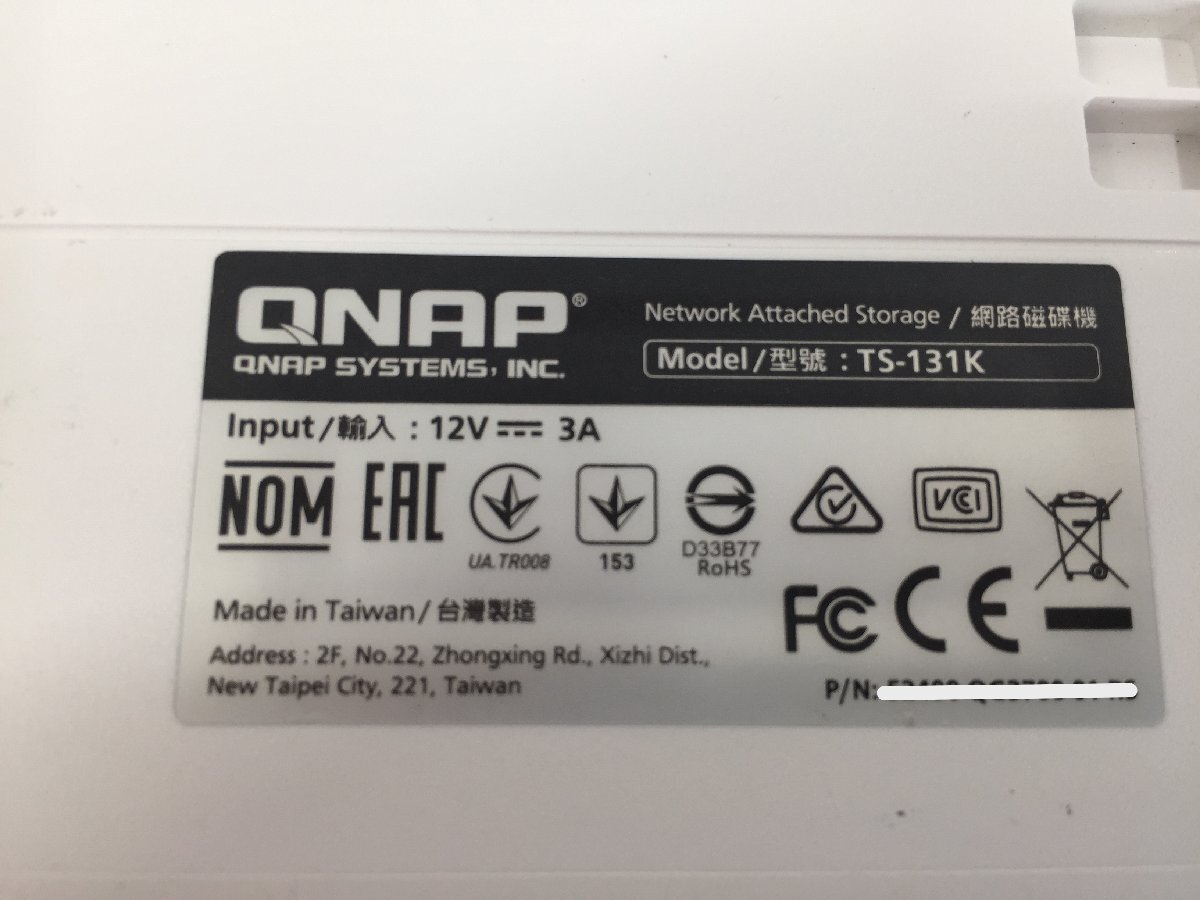 QNAP®
QNAP SYSTEMS, INC.
Network Attached Storage / 網路磁碟機
Model/型號 : TS-131K
Input/輸入 : 12V 3A
NOM EAC
UA.TR008
153
D33B77
RoHS
VCCI
FC CE
Made in Taiwan/台灣製造
Address : 2F, No.22, Zhongxing Rd., Xizhi Dist.,
New Taipei City, 221, Taiwan
P/N: